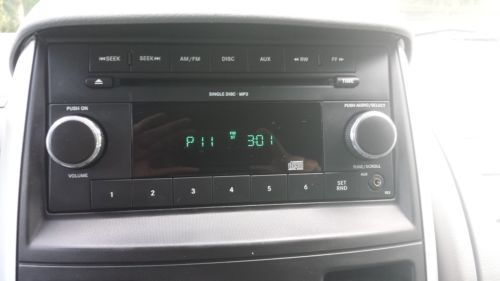 |<<SEEK SEEK>>| AM/FM DISC AUX <<RW FF>>
TIME
SINGLE DISC · MP3
PUSH ON PUSH AUDIO/SELECT
P11 301
VOLUME TUNE/SCROLL
1 2 3 4 5 6 SET RND AUX